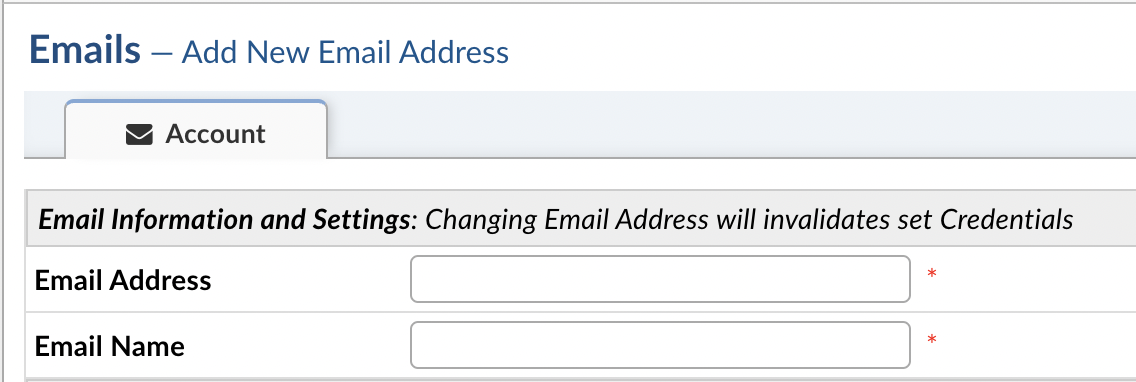 Emails — Add New Email Address
Account
Email Information and Settings: Changing Email Address will invalidates set Credentials
Email Address *
Email Name *